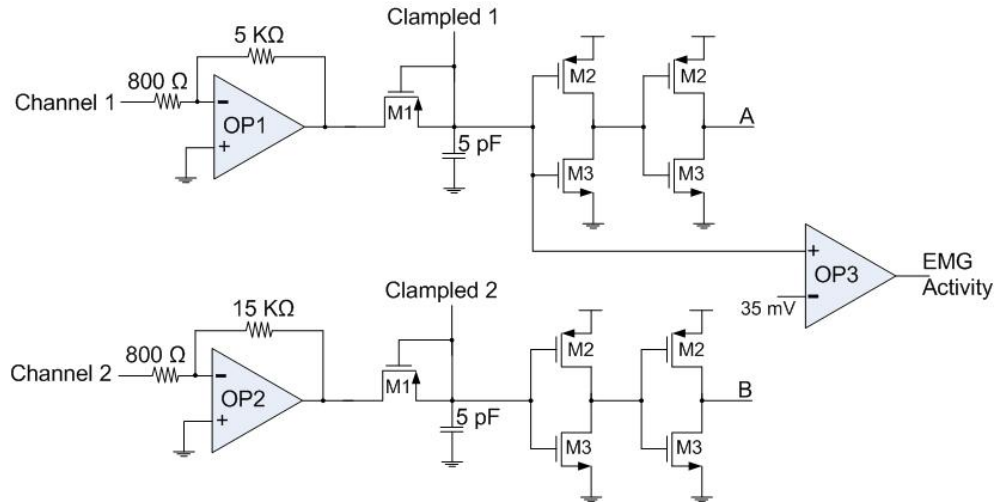 Clampled 1
5 KΩ
800 Ω
Channel 1
OP1
M1
5 pF
M2
M2
M3
M3
A
OP3
35 mV
EMG
Activity
Clampled 2
15 KΩ
800 Ω
Channel 2
OP2
M1
5 pF
M2
M2
M3
M3
B